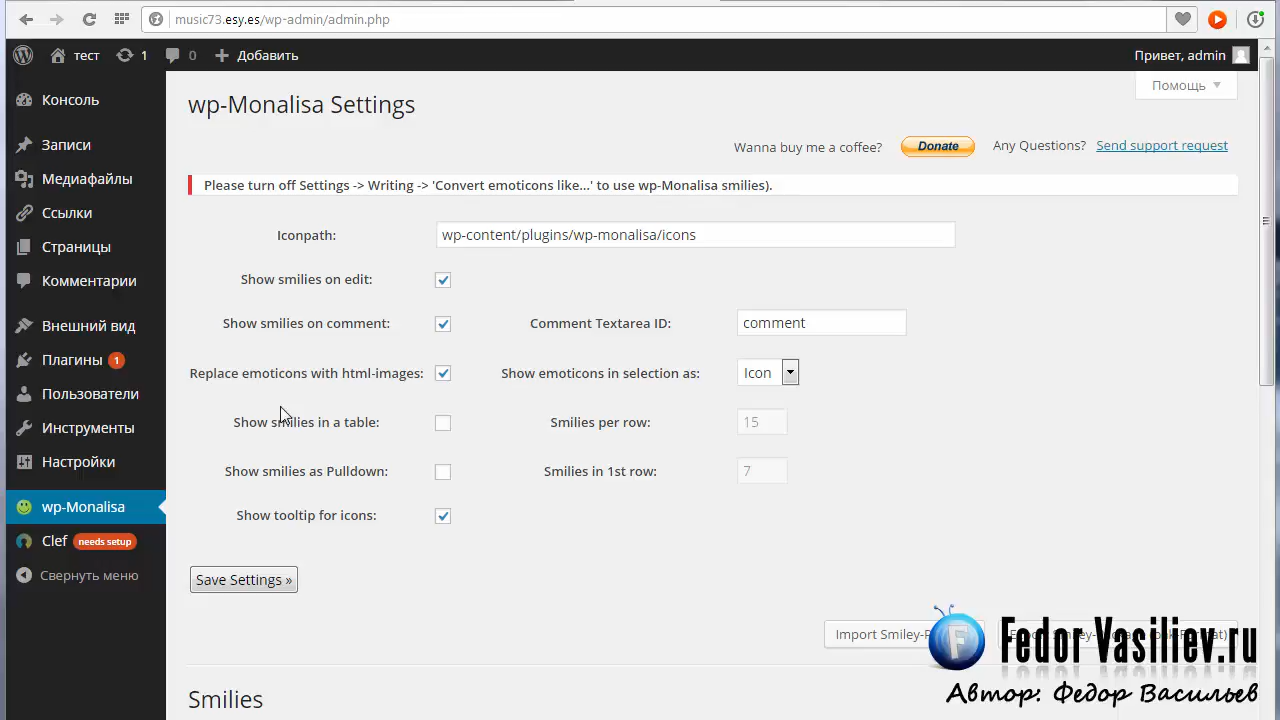 music73.esy.es/wp-admin/admin.php
тест 1 0 Добавить Привет, admin
Консоль
Записи
Медиафайлы
Ссылки
Страницы
Комментарии
Внешний вид
Плагины 1
Пользователи
Инструменты
Настройки
wp-Monalisa
Clef needs setup
Свернуть меню
Помощь
wp-Monalisa Settings
Wanna buy me a coffee? Donate Any Questions? Send support request
Please turn off Settings -> Writing -> 'Convert emoticons like...' to use wp-Monalisa smilies).
Iconpath: wp-content/plugins/wp-monalisa/icons
Show smilies on edit:
Show smilies on comment: Comment Textarea ID: comment
Replace emoticons with html-images: Show emoticons in selection as: Icon
Show smilies in a table: Smilies per row: 15
Show smilies as Pulldown: Smilies in 1st row: 7
Show tooltip for icons:
Save Settings »
Import Smiley-P
Smilies
Fedor Vasiliev.ru
Автор: Федор Васильев